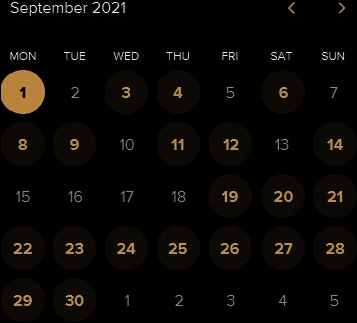 September 2021
MON TUE WED THU FRI SAT SUN
1 2 3 4 5 6 7
8 9 10 11 12 13 14
15 16 17 18 19 20 21
22 23 24 25 26 27 28
29 30 1 2 3 4 5